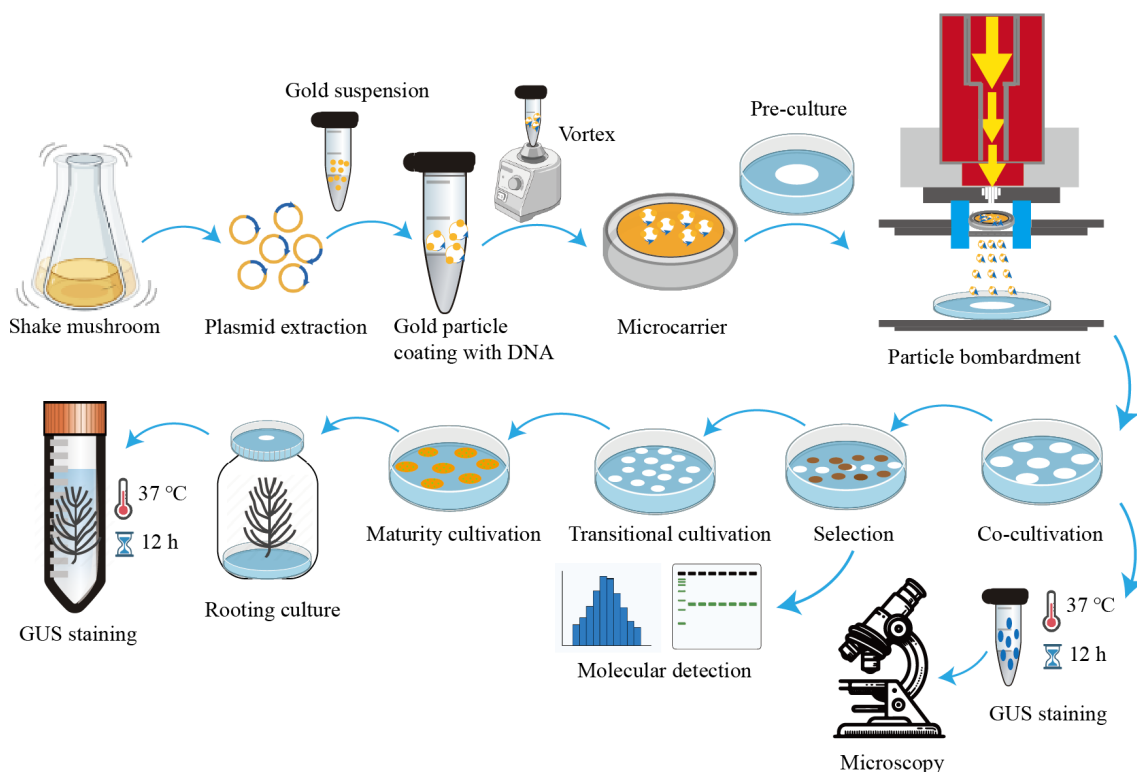 Gold suspension
Vortex
Pre-culture
Shake mushroom
Plasmid extraction
Gold particle
coating with DNA
Microcarrier
Particle bombardment
37 °C
12 h
GUS staining
Rooting culture
Maturity cultivation
Transitional cultivation
Selection
Co-cultivation
Molecular detection
Microscopy
37 °C
12 h
GUS staining